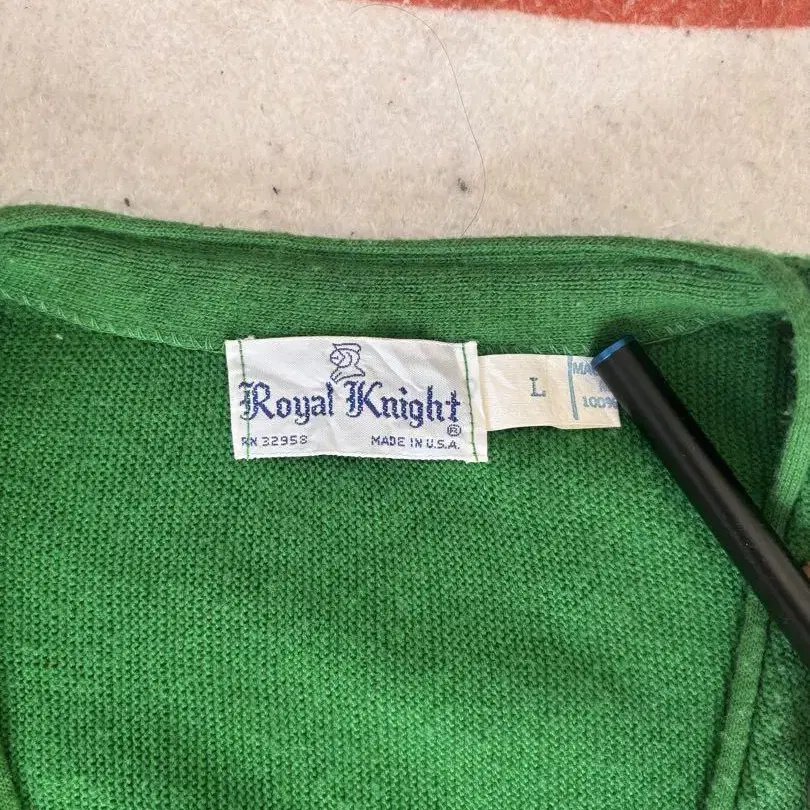 Royal Knight
®
RN 32958 MADE IN U.S.A.
L
100%